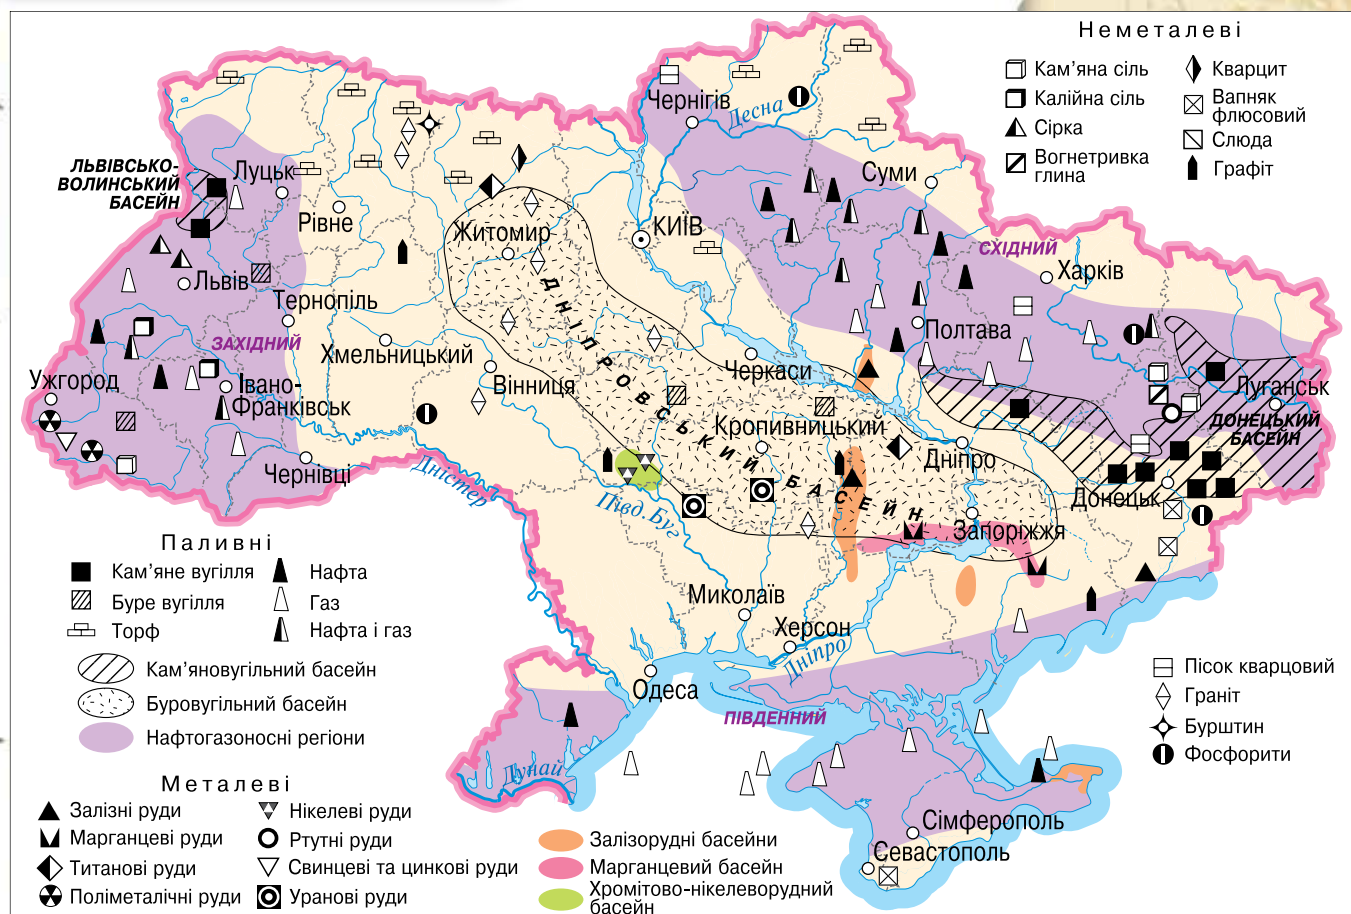 Неметалеві
Кам’яна сіль
Калійна сіль
Сірка
Вогнетривка
глина
Кварцит
Вапняк
флюсовий
Слюда
Графіт
Чернігів
Десна
ЛЬВІВСЬКО-
ВОЛИНСЬКИЙ
БАСЕЙН
Луцьк
Рівне
Житомир
КИЇВ
Суми
СХІДНИЙ
Харків
Львів
Тернопіль
ЗАХІДНИЙ
Хмельницький
Вінниця
Ужгород
Івано-
Франківськ
Чернівці
Дністер
ДНІПРОВСЬКИЙ БАСЕЙН
Черкаси
Полтава
Кропивницький
Дніпро
Луганськ
ДОНЕЦЬКИЙ
БАСЕЙН
Донецьк
Півд. Буг
Запоріжжя
Миколаїв
Херсон
Дніпро
Одеса
ПІВДЕННИЙ
Дунай
Сімферополь
Севастополь
Паливні
Кам’яне вугілля
Буре вугілля
Торф
Нафта
Газ
Нафта і газ
Кам’яновугільний басейн
Буровугільний басейн
Нафтогазоносні регіони
Металеві
Залізні руди
Марганцеві руди
Титанові руди
Поліметалічні руди
Нікелеві руди
Ртутні руди
Свинцеві та цинкові руди
Уранові руди
Залізорудні басейни
Марганцевий басейн
Хромітово-нікелеворудний
басейн
Пісок кварцовий
Граніт
Бурштин
Фосфорити